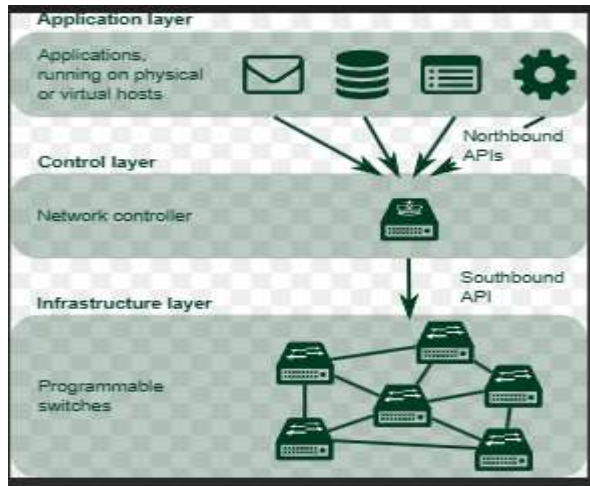 Application layer
Applications,
running on physical
or virtual hosts
Northbound
APIs
Control layer
Network controller
Southbound
API
Infrastructure layer
Programmable
switches